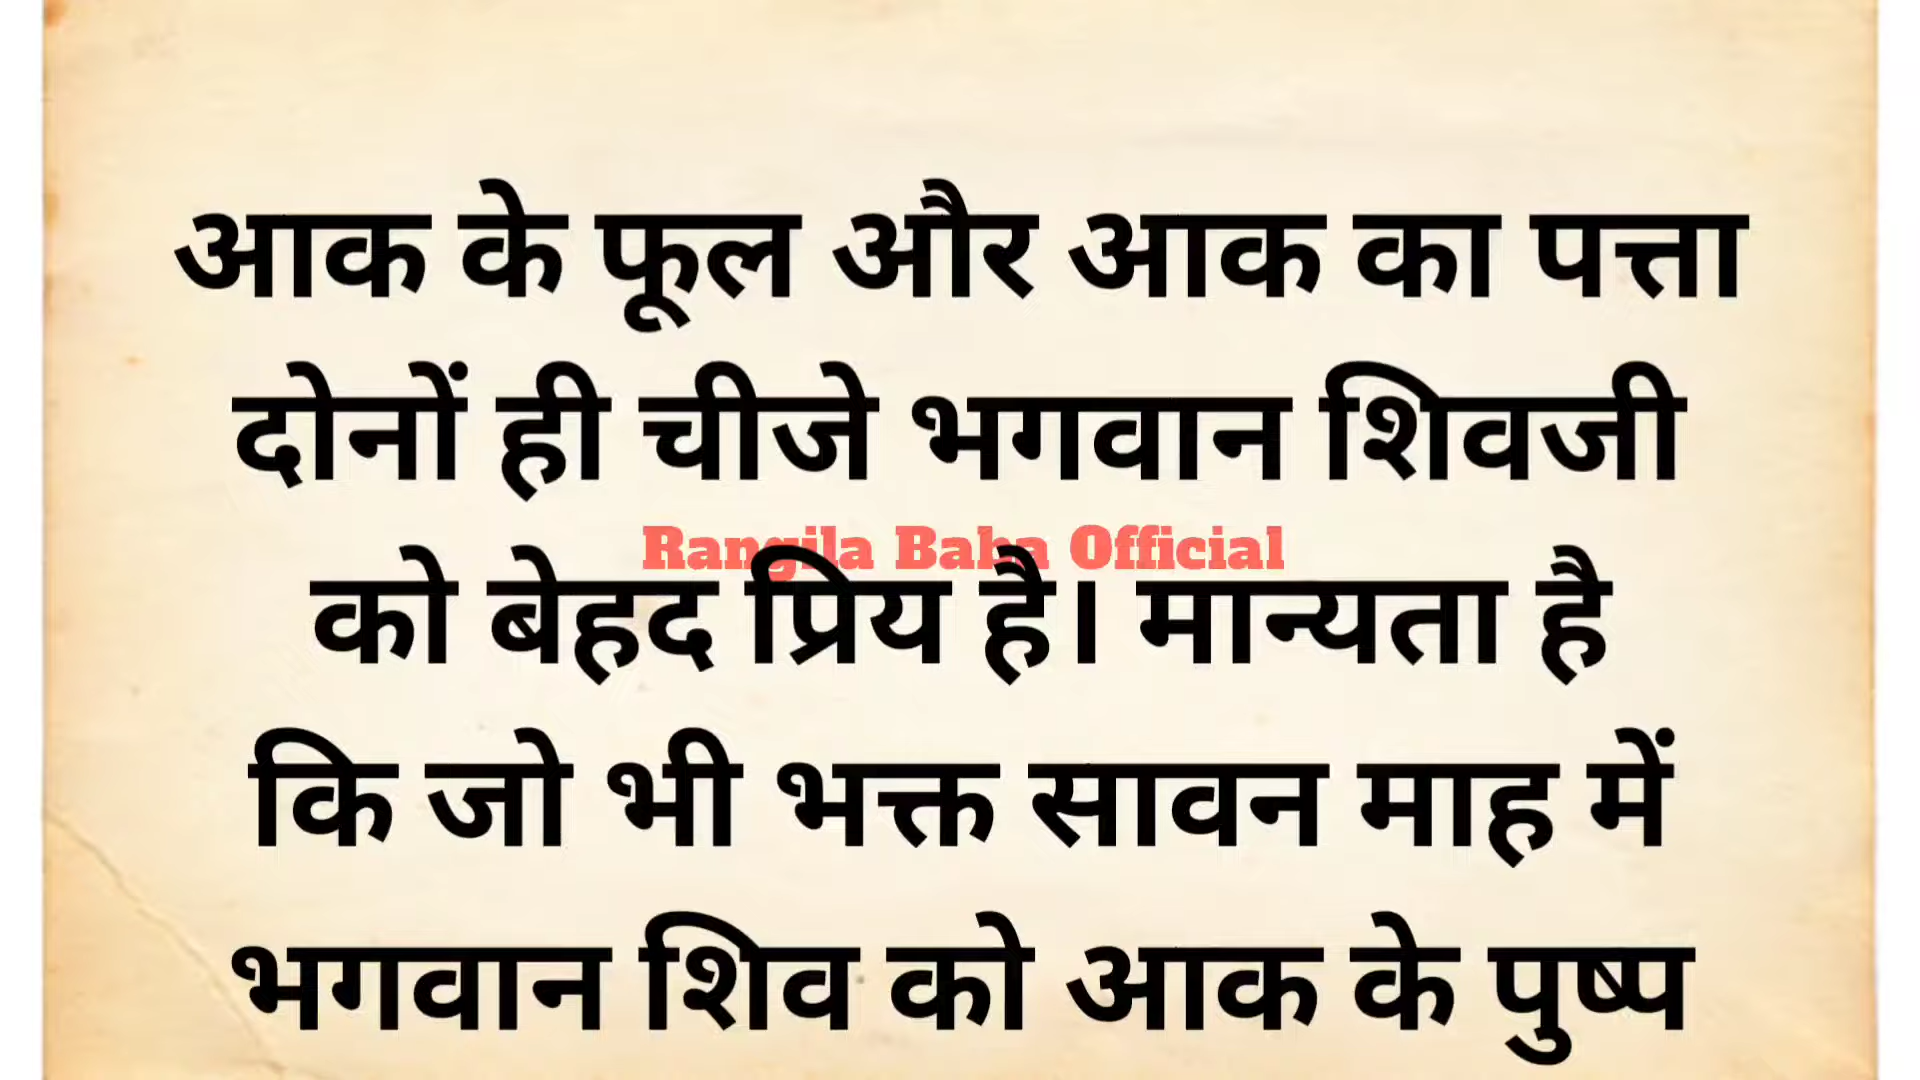 आक के फूल और आक का पत्ता
दोनों ही चीजे भगवान शिवजी
Rangila Baba Official
को बेहद प्रिय है। मान्यता है
कि जो भी भक्त सावन माह में
भगवान शिव को आक के पुष्प